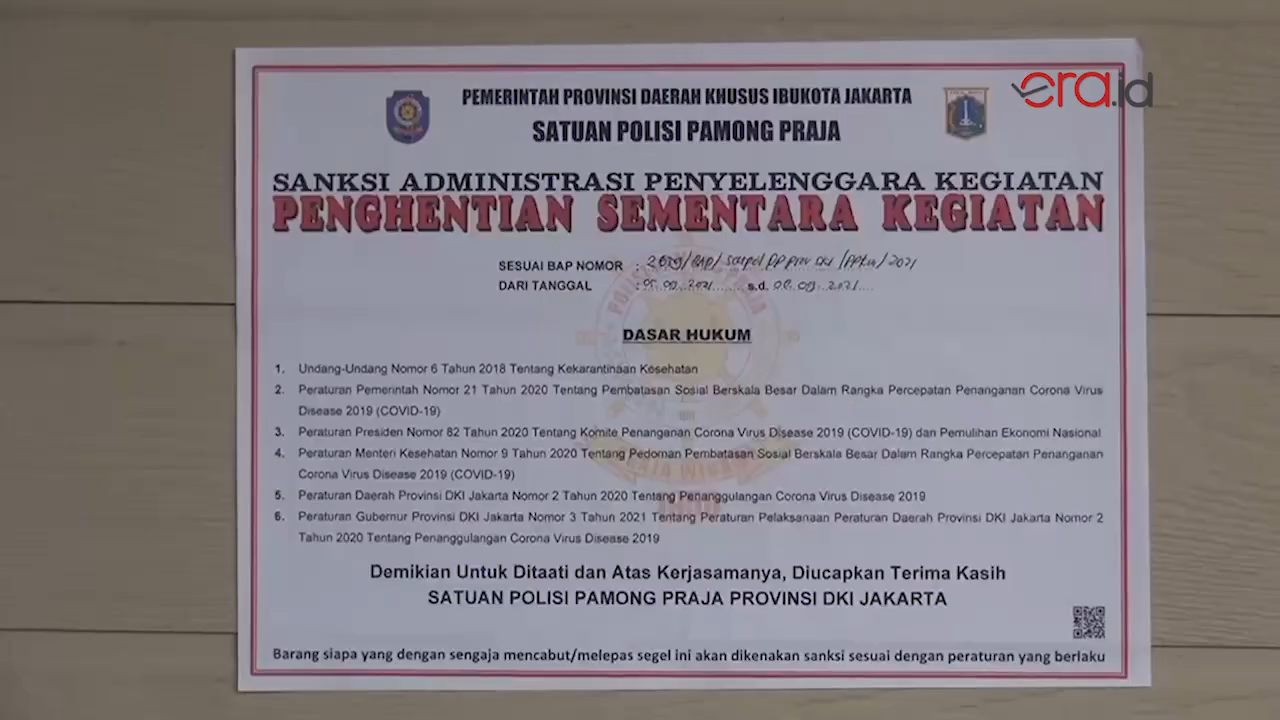 era.id
PEMERINTAH PROVINSI DAERAH KHUSUS IBUKOTA JAKARTA
SATUAN POLISI PAMONG PRAJA
SANKSI ADMINISTRASI PENYELENGGARA KEGIATAN
PENGHENTIAN SEMENTARA KEGIATAN
SESUAI BAP NOMOR : /BAP/ Satpol PP Prov DKI /PPKM/2021
DARI TANGGAL : 2021 s.d. 2021
DASAR HUKUM
1. Undang-Undang Nomor 6 Tahun 2018 Tentang Kekarantinaan Kesehatan
2. Peraturan Pemerintah Nomor 21 Tahun 2020 Tentang Pembatasan Sosial Berskala Besar Dalam Rangka Percepatan Penanganan Corona Virus
Disease 2019 (COVID-19)
3. Peraturan Presiden Nomor 82 Tahun 2020 Tentang Komite Penanganan Corona Virus Disease 2019 (COVID-19) dan Pemulihan Ekonomi Nasional
4. Peraturan Menteri Kesehatan Nomor 9 Tahun 2020 Tentang Pedoman Pembatasan Sosial Berskala Besar Dalam Rangka Percepatan Penanganan
Corona Virus Disease 2019 (COVID-19)
5. Peraturan Daerah Provinsi DKI Jakarta Nomor 2 Tahun 2020 Tentang Penanggulangan Corona Virus Disease 2019
6. Peraturan Gubernur Provinsi DKI Jakarta Nomor 3 Tahun 2021 Tentang Peraturan Pelaksanaan Peraturan Daerah Provinsi DKI Jakarta Nomor 2
Tahun 2020 Tentang Penanggulangan Corona Virus Disease 2019
Demikian Untuk Ditaati dan Atas Kerjasamanya, Diucapkan Terima Kasih
SATUAN POLISI PAMONG PRAJA PROVINSI DKI JAKARTA
Barang siapa yang dengan sengaja mencabut/melepas segel ini akan dikenakan sanksi sesuai dengan peraturan yang berlaku